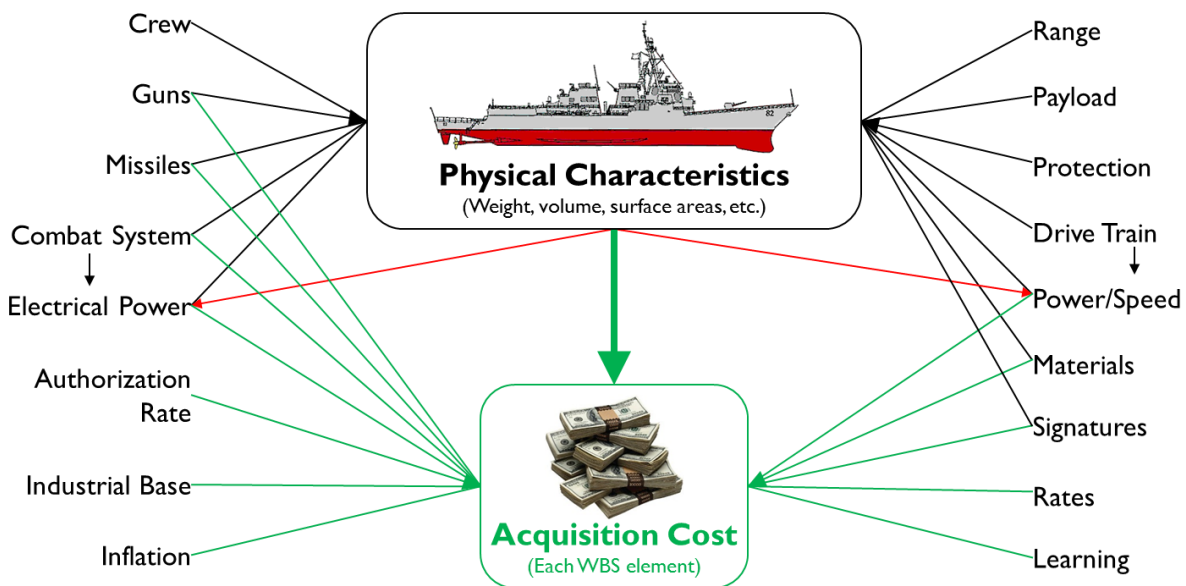 Crew
Guns
Missiles
Combat System
Electrical Power
Authorization
Rate
Industrial Base
Inflation
82
Physical Characteristics
(Weight, volume, surface areas, etc.)
Acquisition Cost
(Each WBS element)
Range
Payload
Protection
Drive Train
Power/Speed
Materials
Signatures
Rates
Learning